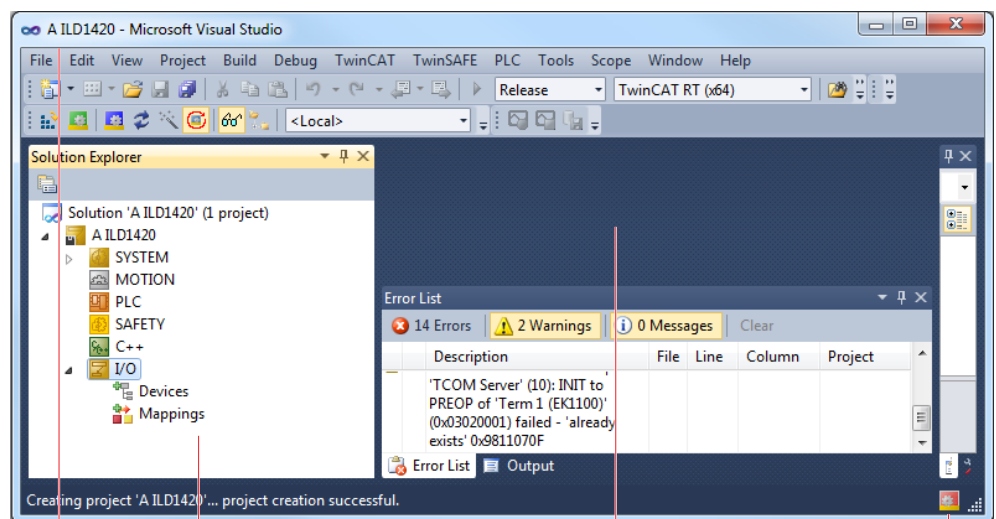 A ILD1420 - Microsoft Visual Studio
File Edit View Project Build Debug TwinCAT TwinSAFE PLC Tools Scope Window Help
Release TwinCAT RT (x64)
<Local>
Solution Explorer
Solution 'A ILD1420' (1 project)
A ILD1420
SYSTEM
MOTION
PLC
SAFETY
C++
I/O
Devices
Mappings
Error List
14 Errors 2 Warnings 0 Messages Clear
Description File Line Column Project
'TCOM Server' (10): INIT to
PREOP of 'Term 1 (EK1100)'
(0x03020001) failed - 'already
exists' 0x9811070F
Error List Output
Creating project 'A ILD1420'... project creation successful.